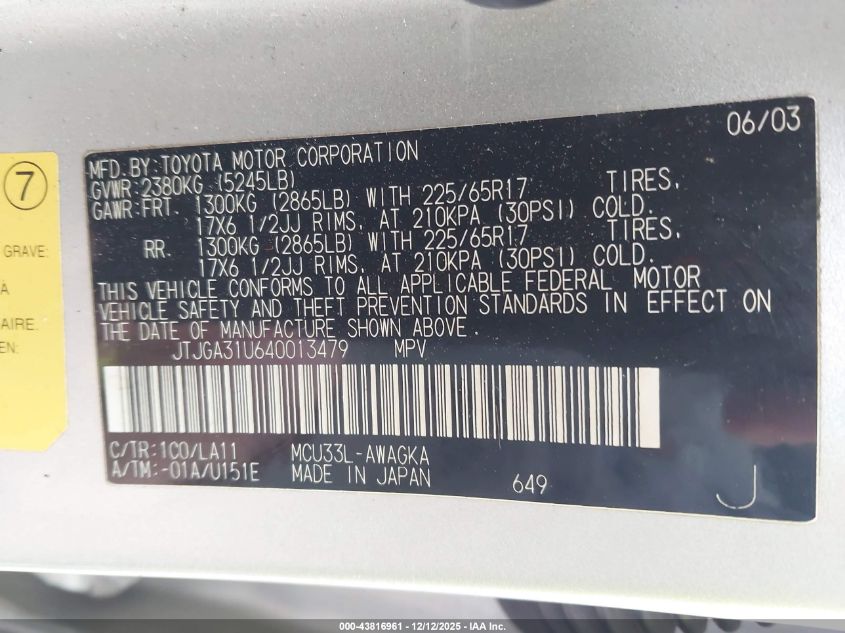 06/03
MFD.BY:TOYOTA MOTOR CORPORATION
GVWR:2380KG (5245LB)
GAWR-FRT. 1300KG (2865LB) WITH 225/65R17 TIRES,
17X6 1/2JJ RIMS, AT 210KPA (30PSI) COLD.
RR. 1300KG (2865LB) WITH 225/65R17 TIRES,
17X6 1/2JJ RIMS, AT 210KPA (30PSI) COLD.
THIS VEHICLE CONFORMS TO ALL APPLICABLE FEDERAL MOTOR
VEHICLE SAFETY AND THEFT PREVENTION STANDARDS IN EFFECT ON
THE DATE OF MANUFACTURE SHOWN ABOVE.
JTJGA31U640013479 MPV
C/TR:1C0/LA11 MCU33L-AWAGKA
A/TM:-01A/U151E MADE IN JAPAN 649
J
7
GRAVE:
À
AIRE.
EN:
000-43816961 - 12/12/2025 - IAA Inc.